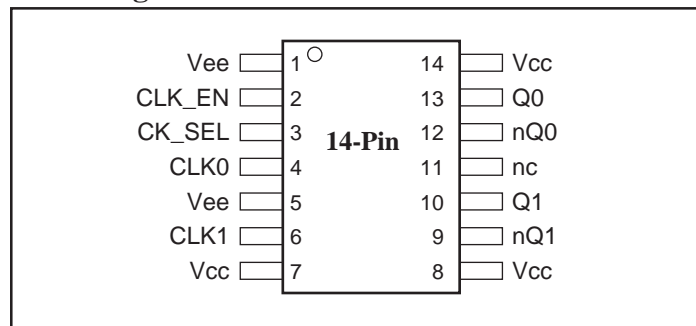 Vee 1 14 Vcc
CLK_EN 2 13 Q0
CK_SEL 3 12 nQ0
14-Pin
CLK0 4 11 nc
Vee 5 10 Q1
CLK1 6 9 nQ1
Vcc 7 8 Vcc